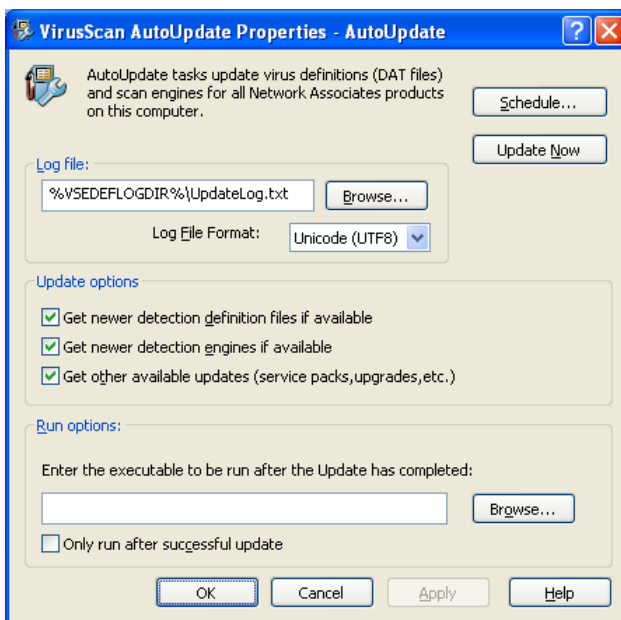 VirusScan AutoUpdate Properties - AutoUpdate
AutoUpdate tasks update virus definitions (DAT files)
and scan engines for all Network Associates products
on this computer.
Schedule...
Update Now
Log file:
%VSEDEFLOGDIR%\UpdateLog.txt
Browse...
Log File Format:
Unicode (UTF8)
Update options
Get newer detection definition files if available
Get newer detection engines if available
Get other available updates (service packs,upgrades,etc.)
Run options:
Enter the executable to be run after the Update has completed:
Browse...
Only run after successful update
OK
Cancel
Apply
Help